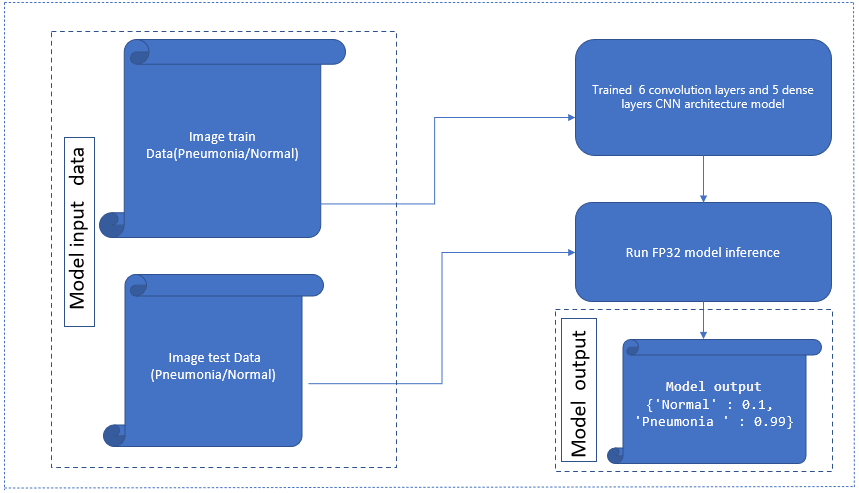 Model input data
Image train
Data(Pneumonia/Normal)
Image test Data
(Pneumonia/Normal)
Trained 6 convolution layers and 5 dense
layers CNN architecture model
Run FP32 model inference
Model output
Model output
{'Normal' : 0.1,
'Pneumonia ' : 0.99}